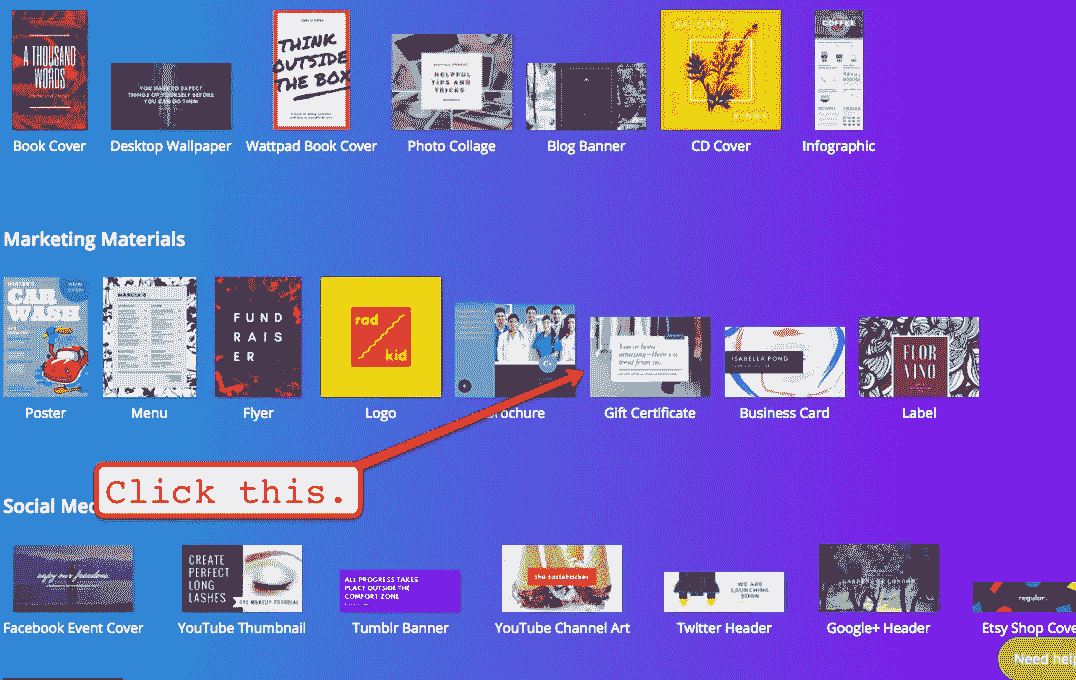 A THOUSAND
WORDS
YOU HAVE TO EXPECT
THINGS OF YOURSELF BEFORE
YOU CAN DO THEM
THINK
OUTSIDE
THE BOX
HELPFUL
TIPS AND
TRICKS
COFFEE
Book Cover
Desktop Wallpaper
Wattpad Book Cover
Photo Collage
Blog Banner
CD Cover
Infographic
Marketing Materials
CAR
WASH
FUND
RAIS
ER
rad
kid
ISABELLA POND
FLOR
VINO
Poster
Menu
Flyer
Logo
rochure
Gift Certificate
Business Card
Label
Click this.
Social Med
enjoy our freedom
CREATE
PERFECT
LONG
LASHES
ALL PROGRESS TAKES
PLACE OUTSIDE THE
COMFORT ZONE
WE ARE
LAUNCHING
SOON
regular.
Facebook Event Cover
YouTube Thumbnail
Tumblr Banner
YouTube Channel Art
Twitter Header
Google+ Header
Etsy Shop Cove
Need help